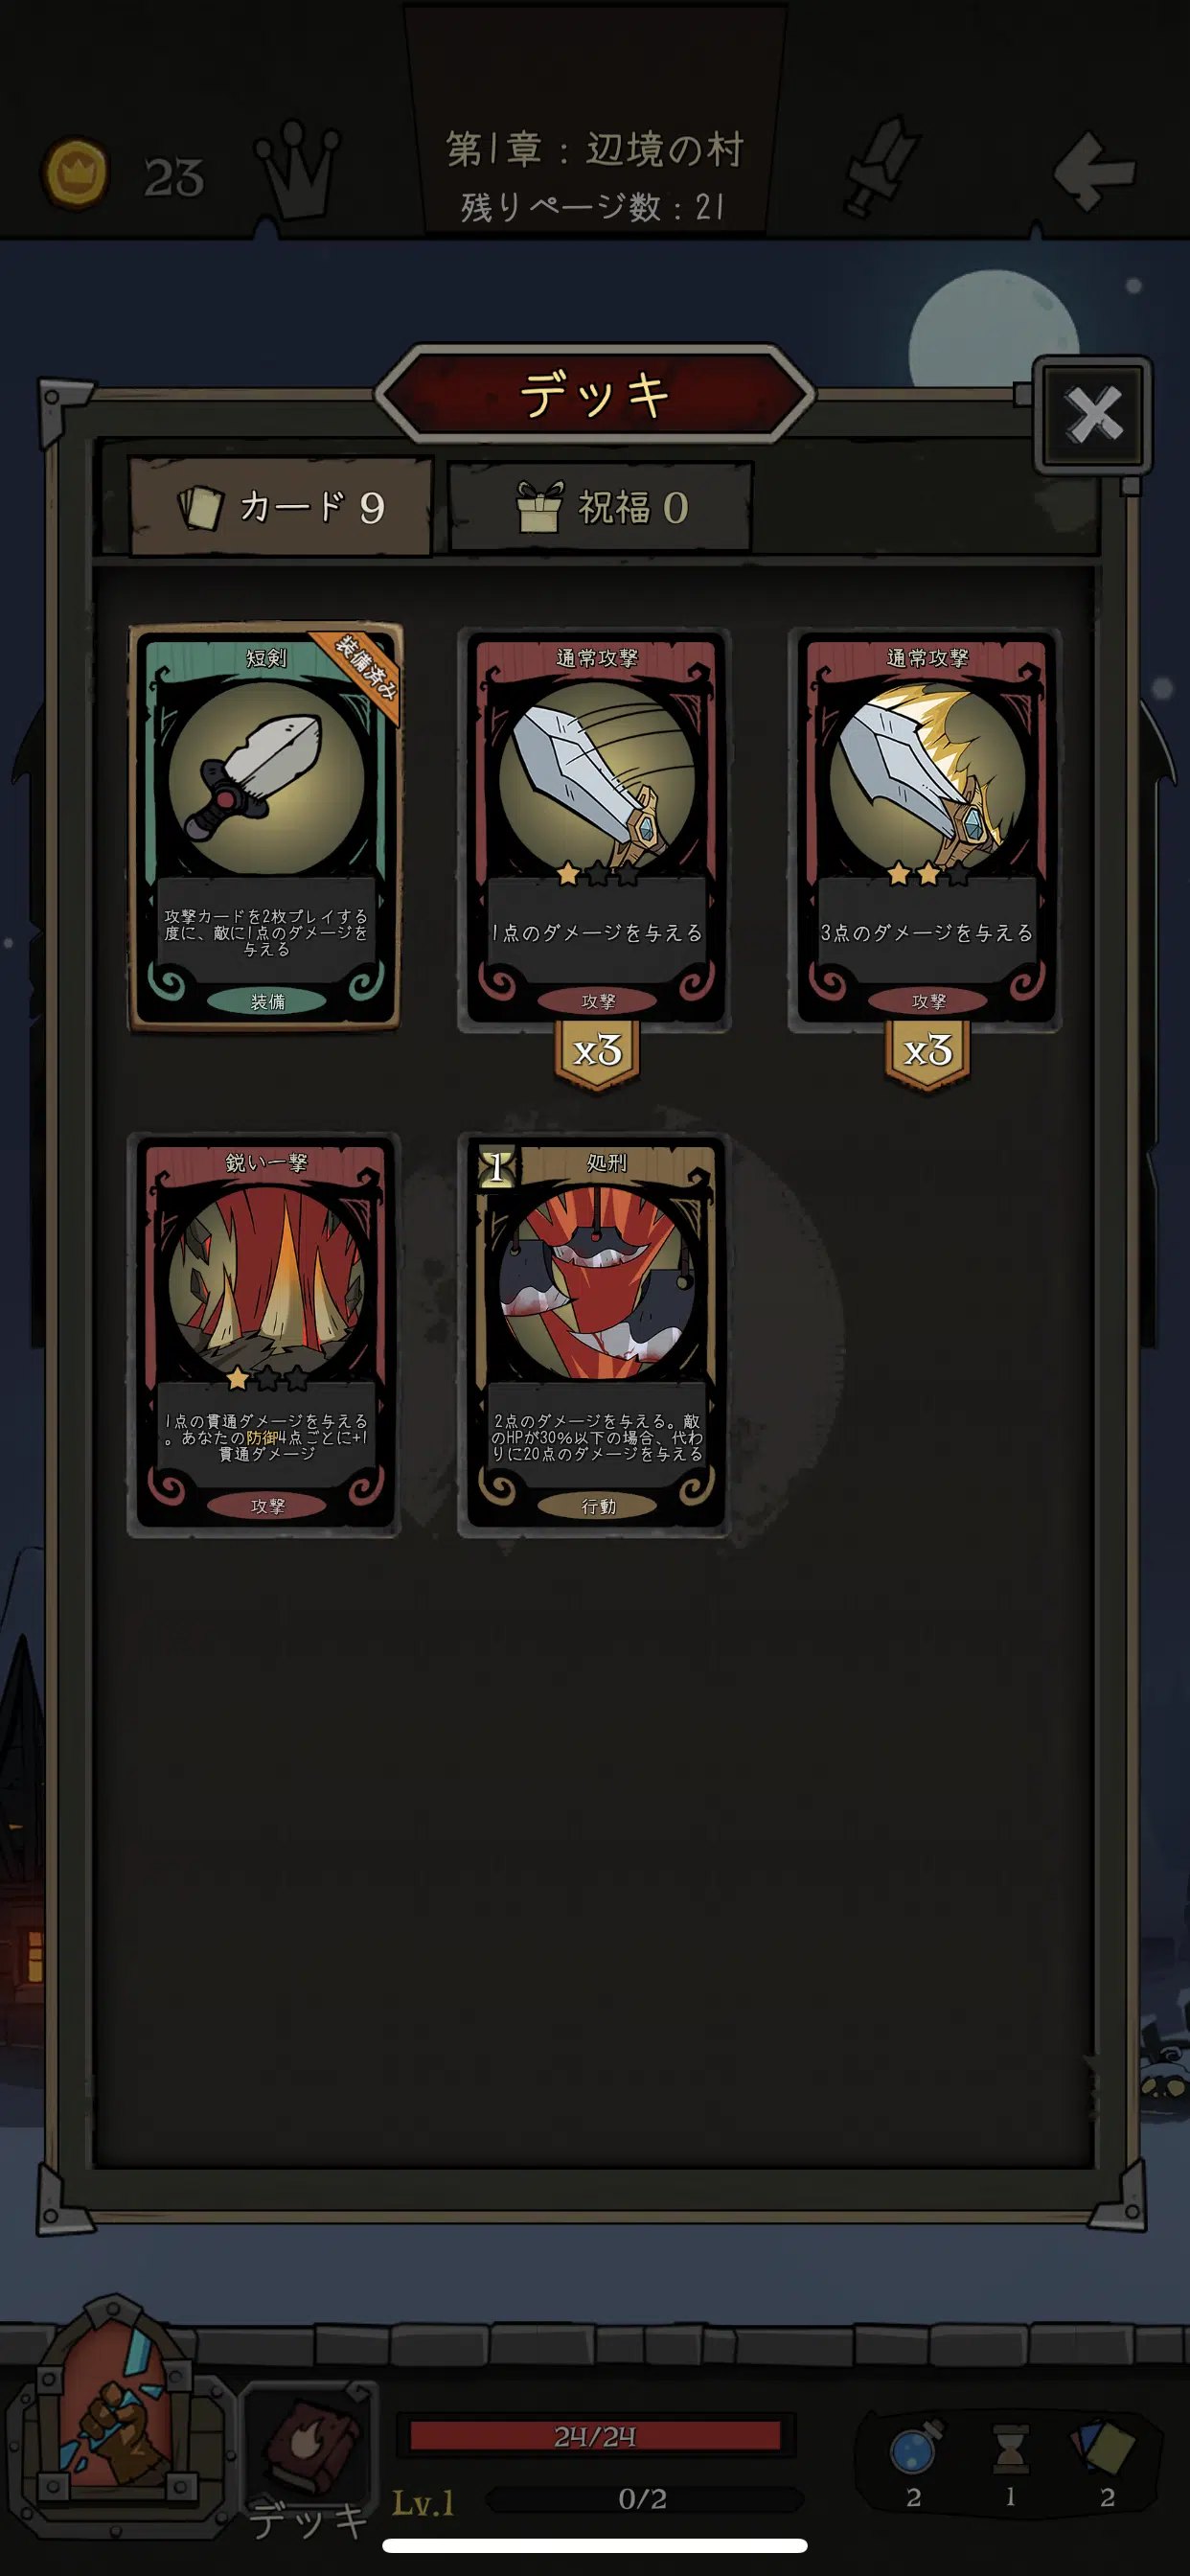 23
第1章：辺境の村
残りページ数：21
デッキ
カード 9
祝福 0
短剣
装備済み
攻撃カードを2枚プレイする
度に、敵に1点のダメージを
与える
装備
通常攻撃
1点のダメージを与える
攻撃
x3
通常攻撃
3点のダメージを与える
攻撃
x3
鋭い一撃
1点の貫通ダメージを与える
。あなたの防御4点ごとに+1
貫通ダメージ
攻撃
1
処刑
2点のダメージを与える。敵
のHPが30%以下の場合、代わ
りに20点のダメージを与える
行動
デッキ
24/24
Lv.1
0/2
2
1
2